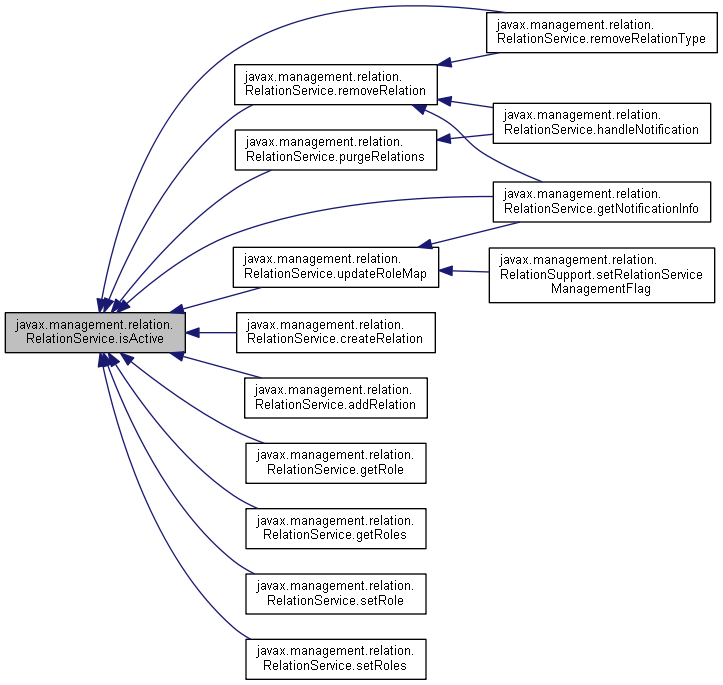 javax.management.relation.
RelationService.removeRelationType
javax.management.relation.
RelationService.removeRelation
javax.management.relation.
RelationService.handleNotification
javax.management.relation.
RelationService.purgeRelations
javax.management.relation.
RelationService.getNotificationInfo
javax.management.relation.
RelationService.updateRoleMap
javax.management.relation.
RelationSupport.setRelationService
ManagementFlag
javax.management.relation.
RelationService.isActive
javax.management.relation.
RelationService.createRelation
javax.management.relation.
RelationService.addRelation
javax.management.relation.
RelationService.getRole
javax.management.relation.
RelationService.getRoles
javax.management.relation.
RelationService.setRole
javax.management.relation.
RelationService.setRoles